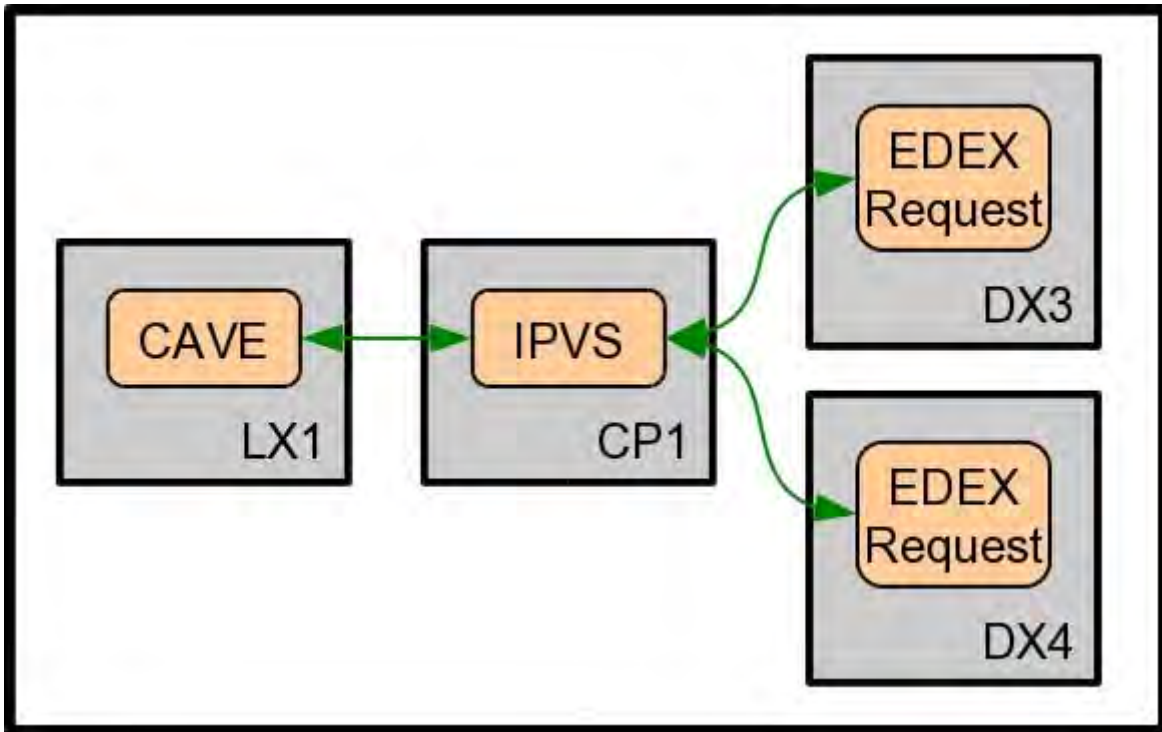 CAVE
LX1
IPVS
CP1
EDEX
Request
DX3
EDEX
Request
DX4